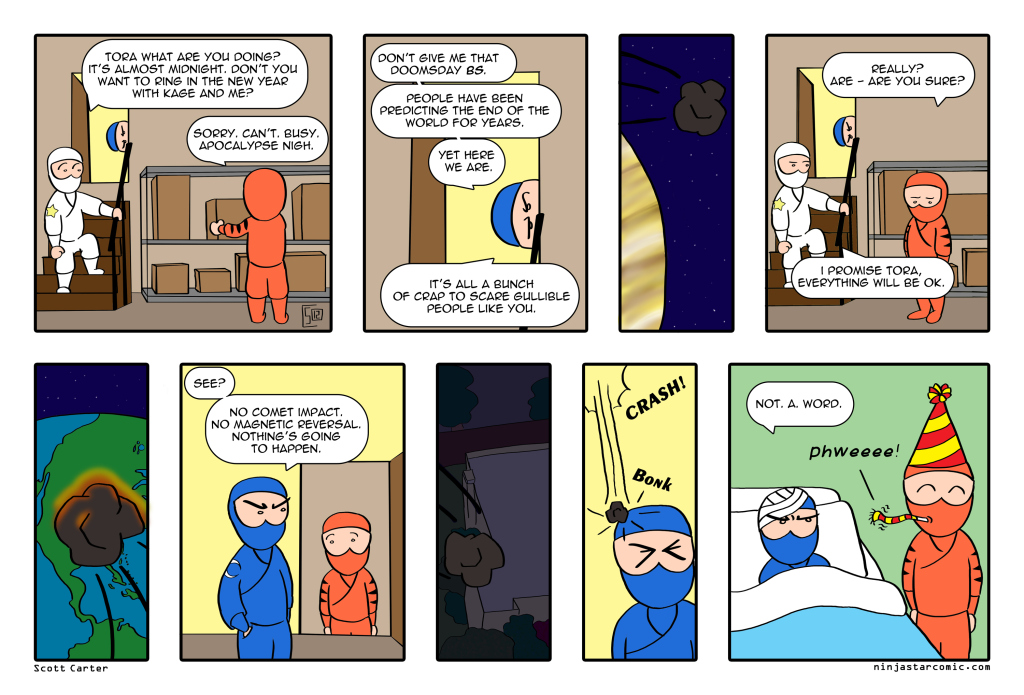 TORA WHAT ARE YOU DOING?
IT'S ALMOST MIDNIGHT. DON'T YOU
WANT TO RING IN THE NEW YEAR
WITH KAGE AND ME?
SORRY. CAN'T. BUSY.
APOCALYPSE NIGH.
DON'T GIVE ME THAT
DOOMSDAY BS.
PEOPLE HAVE BEEN
PREDICTING THE END OF THE
WORLD FOR YEARS.
YET HERE
WE ARE.
IT'S ALL A BUNCH
OF CRAP TO SCARE GULLIBLE
PEOPLE LIKE YOU.
REALLY?
ARE - ARE YOU SURE?
I PROMISE TORA,
EVERYTHING WILL BE OK.
SEE?
NO COMET IMPACT.
NO MAGNETIC REVERSAL.
NOTHING'S GOING
TO HAPPEN.
CRASH!
BONK
NOT. A. WORD.
phweeee!
Scott Carter
ninjastarcomic.com